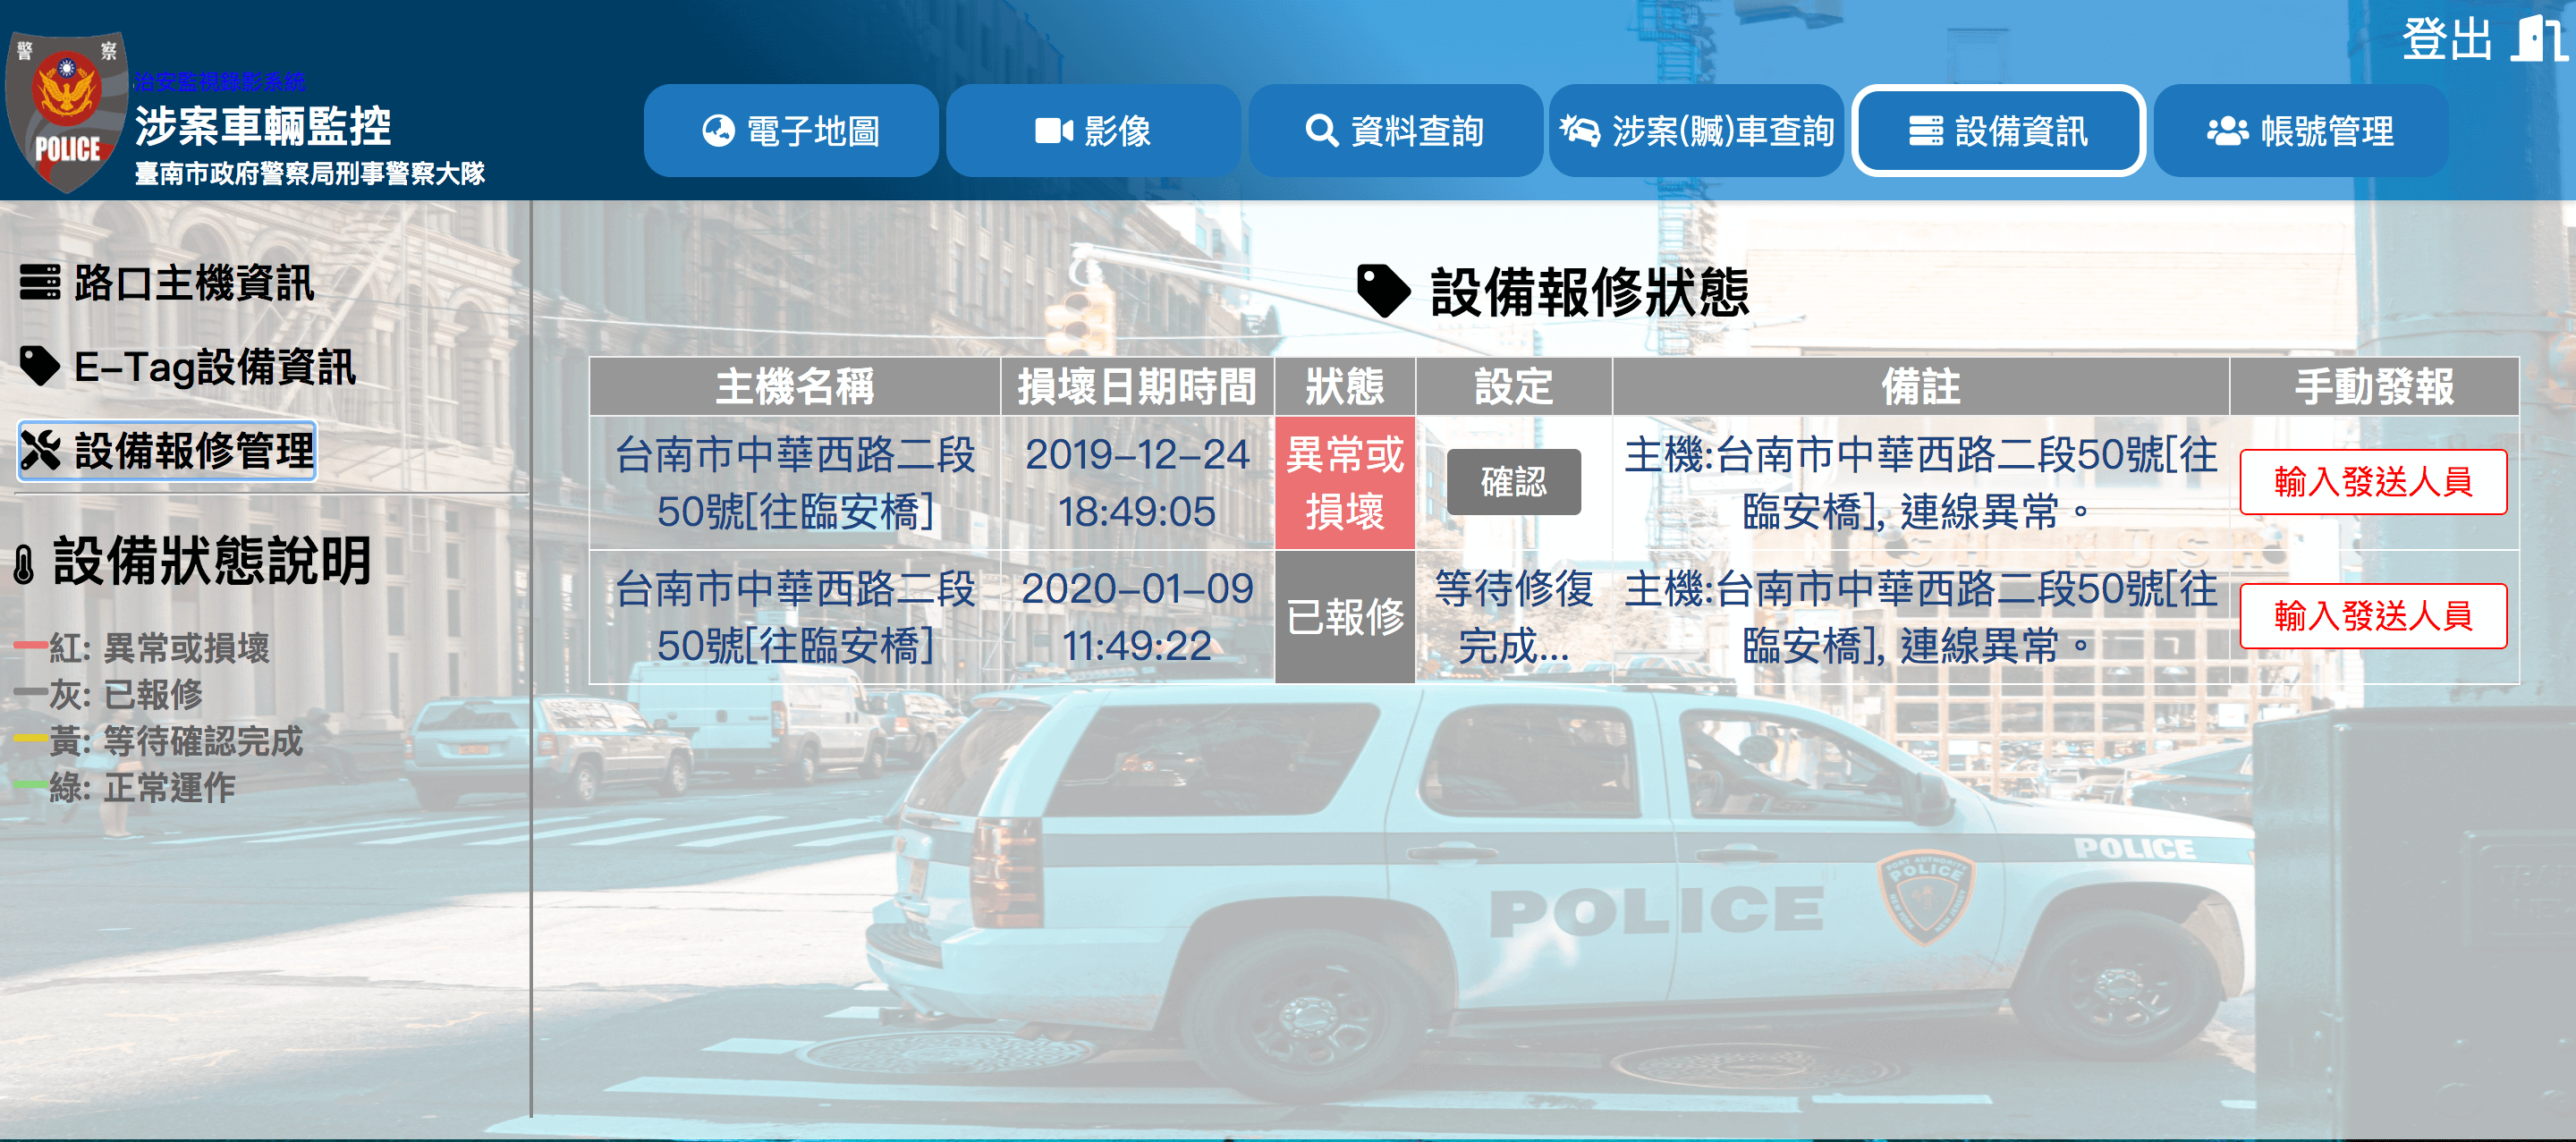 登出
警 察
POLICE
治安監視錄影系統
涉案車輛監控
臺南市政府警察局刑事警察大隊
電子地圖
影像
資料查詢
涉案(贓)車查詢
設備資訊
帳號管理
路口主機資訊
E-Tag設備資訊
設備報修管理
設備狀態說明
紅: 異常或損壞
灰: 已報修
黃: 等待確認完成
綠: 正常運作
設備報修狀態
主機名稱 損壞日期時間 狀態 設定 備註 手動發報
台南市中華西路二段 2019-12-24 異常或 確認 主機:台南市中華西路二段50號[往 輸入發送人員
50號[往臨安橋] 18:49:05 損壞 臨安橋], 連線異常。
台南市中華西路二段 2020-01-09 已報修 等待修復 主機:台南市中華西路二段50號[往 輸入發送人員
50號[往臨安橋] 11:49:22 完成... 臨安橋], 連線異常。
POLICE
POLICE
PORT AUTHORITY
POLICE
NEW YORK NEW JERSEY